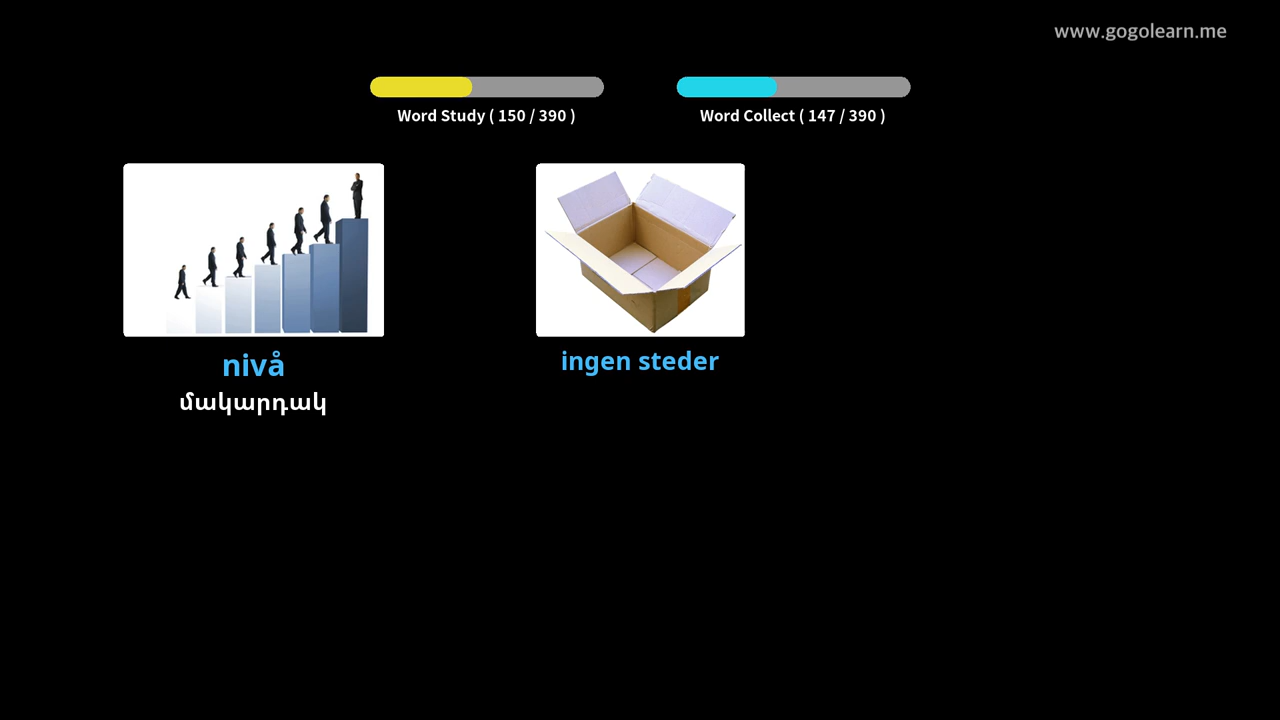 www.gogolearn.me
Word Study ( 150 / 390 )
Word Collect ( 147 / 390 )
nivå
մակարդակ
ingen steder